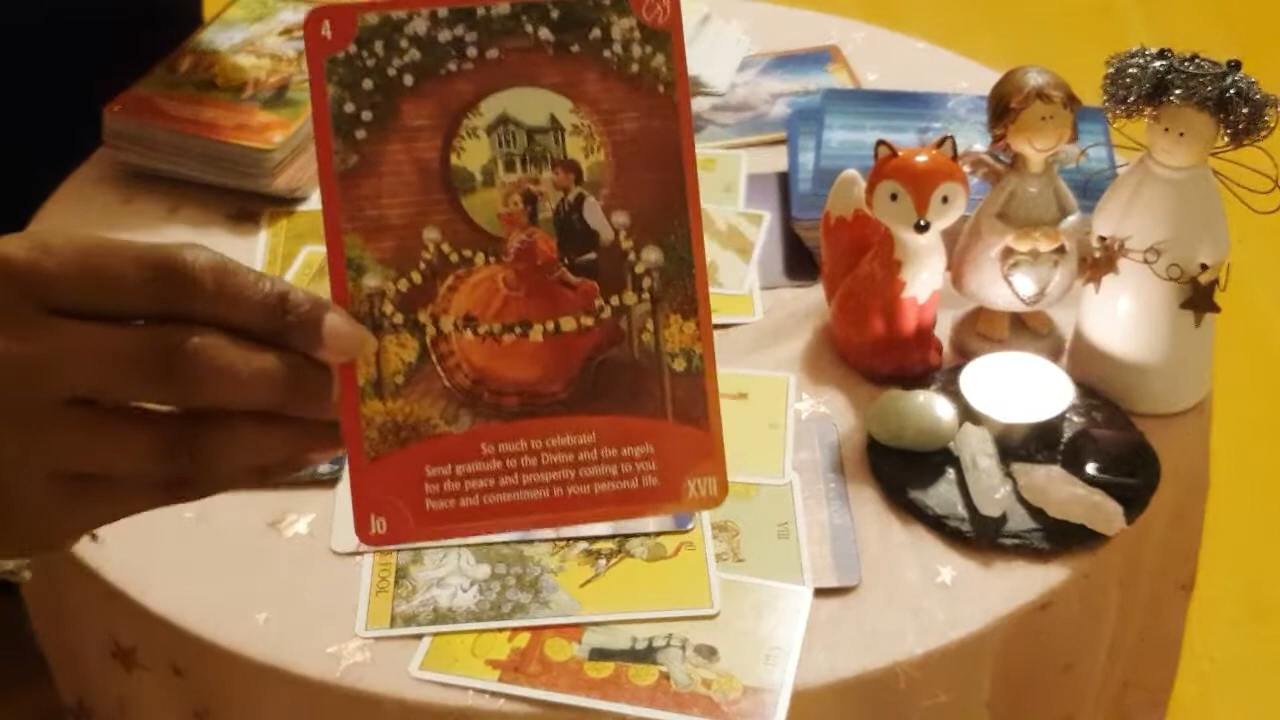 4
So much to celebrate!
Send gratitude to the Divine and the angels
for the peace and prosperity coming to you.
Peace and contentment in your personal life.
XVII
Jo
FOOL
VIII